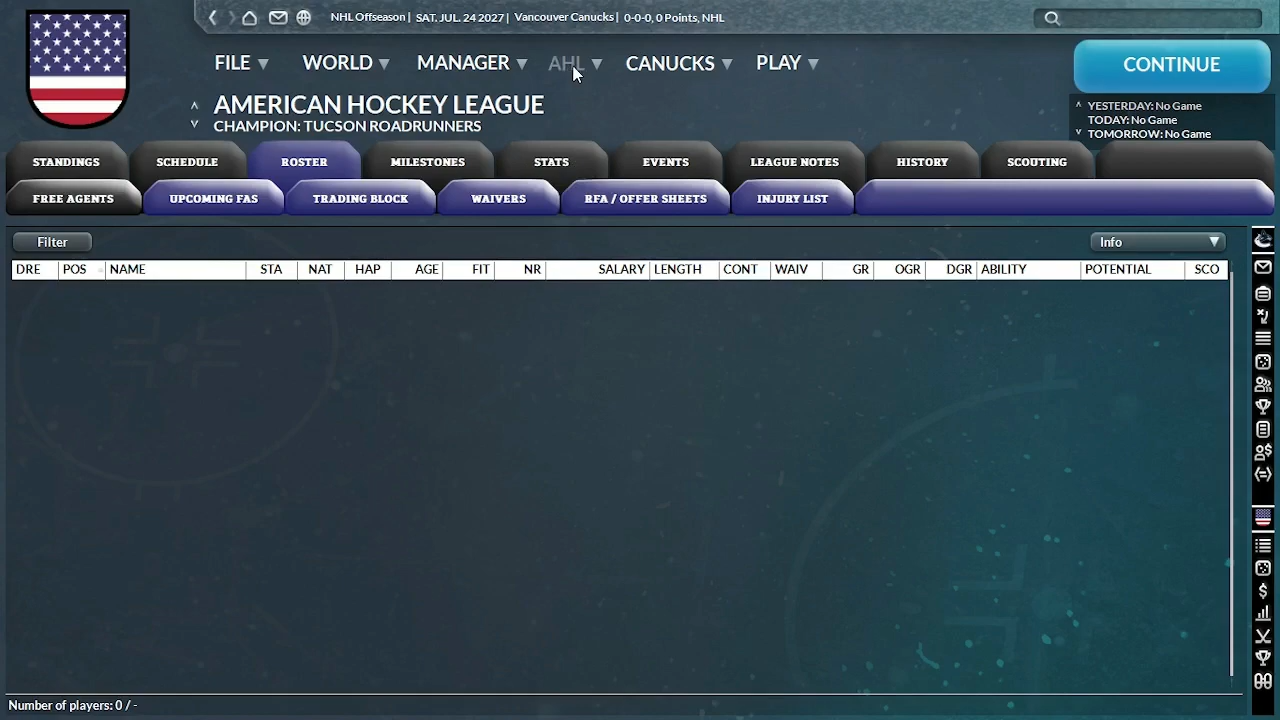 NHL Offseason | SAT. JUL. 24 2027 | Vancouver Canucks | 0-0-0, 0 Points, NHL
FILE ▼ WORLD ▼ MANAGER ▼ AHL ▼ CANUCKS ▼ PLAY ▼
CONTINUE
AMERICAN HOCKEY LEAGUE
CHAMPION: TUCSON ROADRUNNERS
YESTERDAY: No Game
TODAY: No Game
TOMORROW: No Game
STANDINGS SCHEDULE ROSTER MILESTONES STATS EVENTS LEAGUE NOTES HISTORY SCOUTING
FREE AGENTS UPCOMING FAS TRADING BLOCK WAIVERS RFA / OFFER SHEETS INJURY LIST
Filter Info ▼
DRE POS NAME STA NAT HAP AGE FIT NR SALARY LENGTH CONT WAIV GR OGR DGR ABILITY POTENTIAL SCO
Number of players: 0 / -